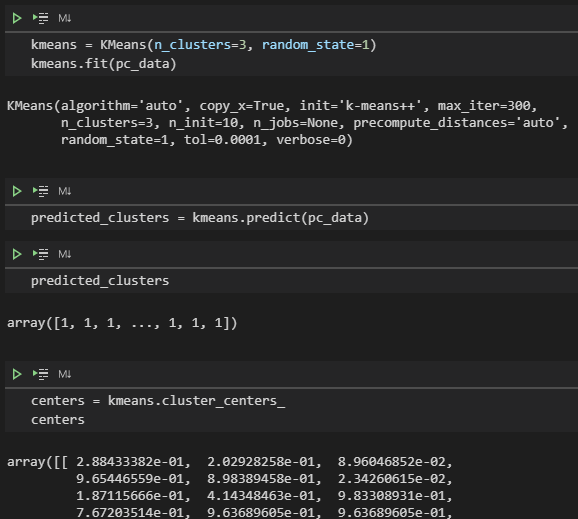 M↓
kmeans = KMeans(n_clusters=3, random_state=1)
kmeans.fit(pc_data)
KMeans(algorithm='auto', copy_x=True, init='k-means++', max_iter=300,
n_clusters=3, n_init=10, n_jobs=None, precompute_distances='auto',
random_state=1, tol=0.0001, verbose=0)
M↓
predicted_clusters = kmeans.predict(pc_data)
M↓
predicted_clusters
array([1, 1, 1, ..., 1, 1, 1])
M↓
centers = kmeans.cluster_centers_
centers
array([[ 2.88433382e-01, 2.02928258e-01, 8.96046852e-02,
9.65446559e-01, 8.98389458e-01, 2.34260615e-02,
1.87115666e-01, 4.14348463e-01, 9.83308931e-01,
7.67203514e-01, 9.63689605e-01, 9.63689605e-01,